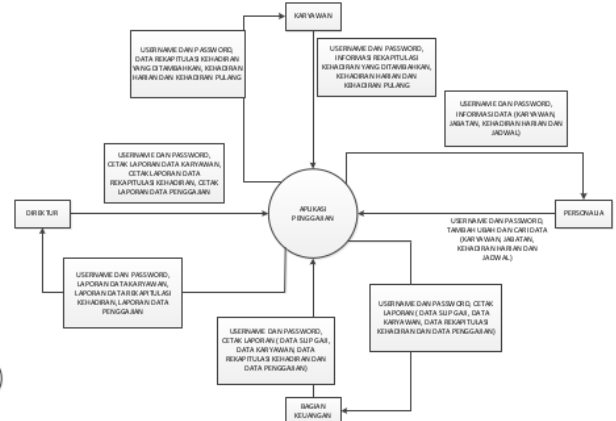 KARYAWAN
USERNAME DAN PASSWORD,
DATA REKAPITULASI KEHADIRAN
YANG DITAMBAHKAN, KEHADIRAN
HARIAN DAN KEHADIRAN PULANG
USERNAME DAN PASSWORD,
INFORMASI REKAPITULASI
KEHADIRAN YANG DITAMBAHKAN,
KEHADIRAN HARIAN DAN
KEHADIRAN PULANG
USERNAME DAN PASSWORD,
INFORMASI DATA (KARYAWAN,
JABATAN, KEHADIRAN HARIAN DAN
JADWAL)
USERNAME DAN PASSWORD,
CETAK LAPORAN DATA KARYAWAN,
CETAK LAPORAN DATA
REKAPITULASI KEHADIRAN, CETAK
LAPORAN DATA PENGGAJIAN
DIREKTUR
APLIKASI
PENGGAJIAN
PERSONALIA
USERNAME DAN PASSWORD,
TAMBAH UBAH DAN CARI DATA
(KARYAWAN, JABATAN,
KEHADIRAN HARIAN DAN
JADWAL)
USERNAME DAN PASSWORD,
LAPORAN DATA KARYAWAN,
LAPORAN DATA REKAPITULASI
KEHADIRAN, LAPORAN DATA
PENGGAJIAN
USERNAME DAN PASSWORD, CETAK
LAPORAN ( DATA SLIP GAJI, DATA
KARYAWAN, DATA REKAPITULASI
KEHADIRAN DAN DATA PENGGAJIAN)
USERNAME DAN PASSWORD,
CETAK LAPORAN ( DATA SLIP GAJI,
DATA KARYAWAN, DATA
REKAPITULASI KEHADIRAN DAN
DATA PENGGAJIAN)
BAGIAN
KEUANGAN